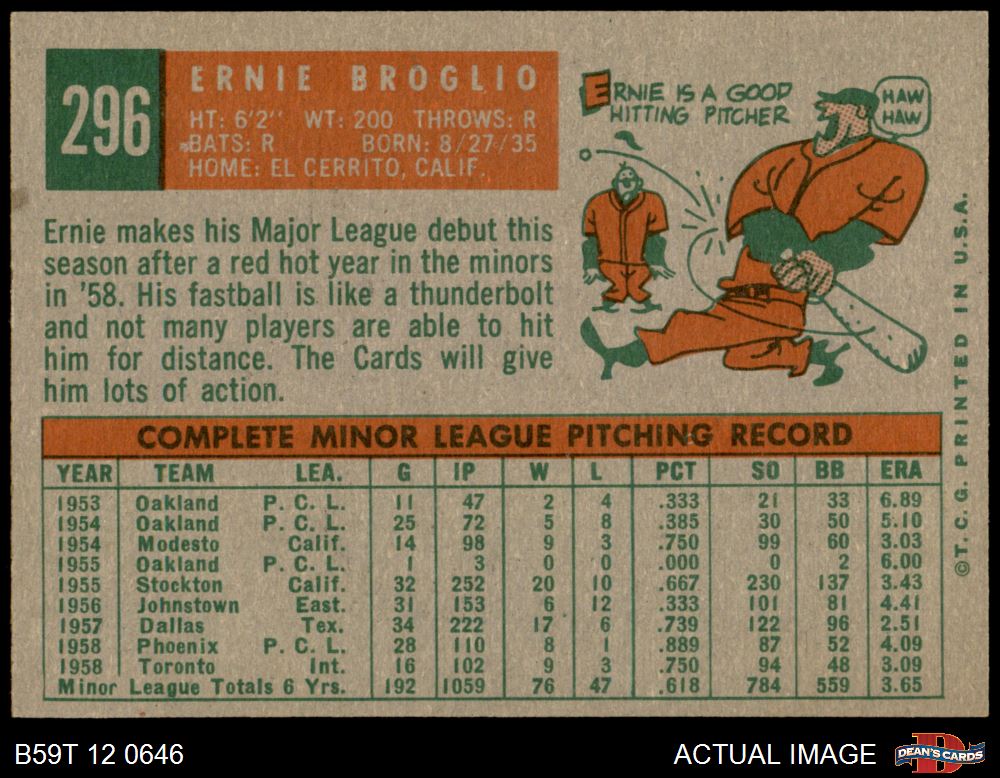 296
ERNIE BROGLIO
HT: 6'2" WT: 200 THROWS: R
BATS: R BORN: 8/27/35
HOME: EL CERRITO, CALIF.
ERNIE IS A GOOD
HITTING PITCHER
HAW
HAW
Ernie makes his Major League debut this
season after a red hot year in the minors
in '58. His fastball is like a thunderbolt
and not many players are able to hit
him for distance. The Cards will give
him lots of action.
COMPLETE MINOR LEAGUE PITCHING RECORD
YEAR TEAM LEA. G IP W L PCT SO BB ERA
1953 Oakland P. C. L. 11 47 2 4 .333 21 33 6.89
1954 Oakland P. C. L. 25 72 5 8 .385 30 50 5.10
1954 Modesto Calif. 14 98 9 3 .750 99 60 3.03
1955 Oakland P. C. L. 1 3 0 0 .000 0 2 6.00
1955 Stockton Calif. 32 252 20 10 .667 230 137 3.43
1956 Johnstown East. 31 153 6 12 .333 101 81 4.41
1957 Dallas Tex. 34 222 17 6 .739 122 96 2.51
1958 Phoenix P. C. L. 28 110 8 1 .889 87 52 4.09
1958 Toronto Int. 16 102 9 3 .750 94 48 3.09
Minor League Totals 6 Yrs. 192 1059 76 47 .618 784 559 3.65
©T. C. G. PRINTED IN U.S.A.
B59T 12 0646
ACTUAL IMAGE
D
DEAN'S CARDS